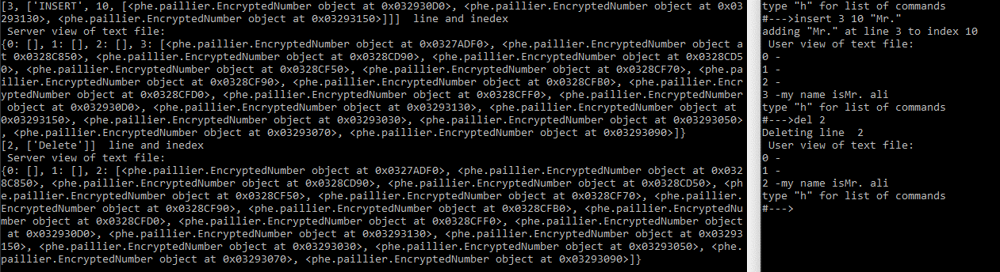 [3, ['INSERT', 10, [<phe.paillier.EncryptedNumber object at 0x032930D0>, <phe.paillier.EncryptedNumber object at 0x03
293130>, <phe.paillier.EncryptedNumber object at 0x03293150>]]]  line and inedex
 Server view of text file:
{0: [], 1: [], 2: [], 3: [<phe.paillier.EncryptedNumber object at 0x0327ADF0>, <phe.paillier.EncryptedNumber object a
t 0x0328C850>, <phe.paillier.EncryptedNumber object at 0x0328CD90>, <phe.paillier.EncryptedNumber object at 0x0328CD5
0>, <phe.paillier.EncryptedNumber object at 0x0328CF50>, <phe.paillier.EncryptedNumber object at 0x0328CF70>, <phe.pa
illier.EncryptedNumber object at 0x0328CF90>, <phe.paillier.EncryptedNumber object at 0x0328CFB0>, <phe.paillier.Encr
yptedNumber object at 0x0328CFD0>, <phe.paillier.EncryptedNumber object at 0x0328CFF0>, <phe.paillier.EncryptedNumber
 object at 0x032930D0>, <phe.paillier.EncryptedNumber object at 0x03293130>, <phe.paillier.EncryptedNumber object at
0x03293150>, <phe.paillier.EncryptedNumber object at 0x03293030>, <phe.paillier.EncryptedNumber object at 0x03293050>
, <phe.paillier.EncryptedNumber object at 0x03293070>, <phe.paillier.EncryptedNumber object at 0x03293090>]}
[2, ['Delete']]  line and inedex
 Server view of text file:
{0: [], 1: [], 2: [<phe.paillier.EncryptedNumber object at 0x0327ADF0>, <phe.paillier.EncryptedNumber object at 0x032
8C850>, <phe.paillier.EncryptedNumber object at 0x0328CD90>, <phe.paillier.EncryptedNumber object at 0x0328CD50>, <ph
e.paillier.EncryptedNumber object at 0x0328CF50>, <phe.paillier.EncryptedNumber object at 0x0328CF70>, <phe.paillier.
EncryptedNumber object at 0x0328CF90>, <phe.paillier.EncryptedNumber object at 0x0328CFB0>, <phe.paillier.EncryptedNu
mber object at 0x0328CFD0>, <phe.paillier.EncryptedNumber object at 0x0328CFF0>, <phe.paillier.EncryptedNumber object
 at 0x032930D0>, <phe.paillier.EncryptedNumber object at 0x03293130>, <phe.paillier.EncryptedNumber object at 0x03293
150>, <phe.paillier.EncryptedNumber object at 0x03293030>, <phe.paillier.EncryptedNumber object at 0x03293050>, <phe.
paillier.EncryptedNumber object at 0x03293070>, <phe.paillier.EncryptedNumber object at 0x03293090>]}
type "h" for list of commands
#--->insert 3 10 "Mr."
adding "Mr." at line 3 to index 10
 User view of text file:
0 -
1 -
2 -
3 -my name isMr. ali
type "h" for list of commands
#--->del 2
Deleting line  2
 User view of text file:
0 -
1 -
2 -my name isMr. ali
type "h" for list of commands
#--->